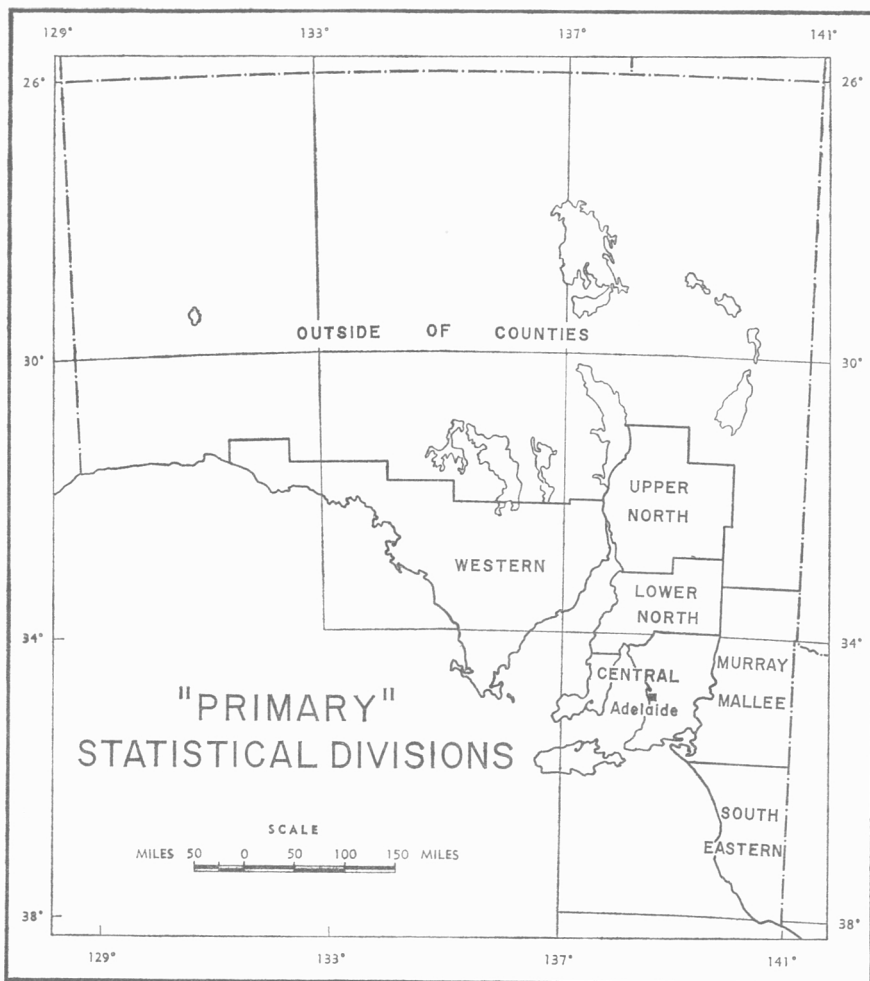 129° 133° 137° 141°
26° 26°
OUTSIDE OF COUNTIES
30° 30°
UPPER
NORTH
WESTERN
LOWER
NORTH
34° 34°
MURRAY
MALLEE
CENTRAL
Adelaide
"PRIMARY"
STATISTICAL DIVISIONS
SOUTH
EASTERN
SCALE
MILES 50 0 50 100 150 MILES
38° 38°
129° 133° 137° 141°